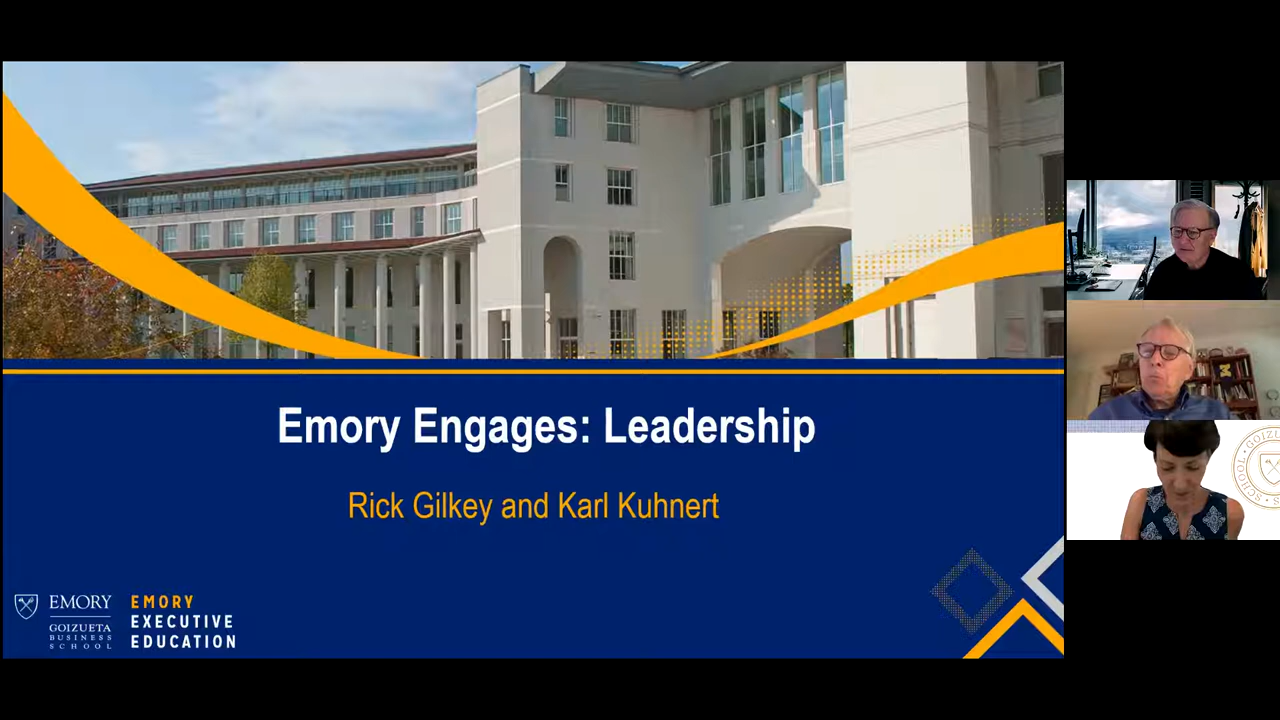 Emory Engages: Leadership
Rick Gilkey and Karl Kuhnert
EMORY
GOIZUETA
BUSINESS
SCHOOL
EMORY
EXECUTIVE
EDUCATION
M